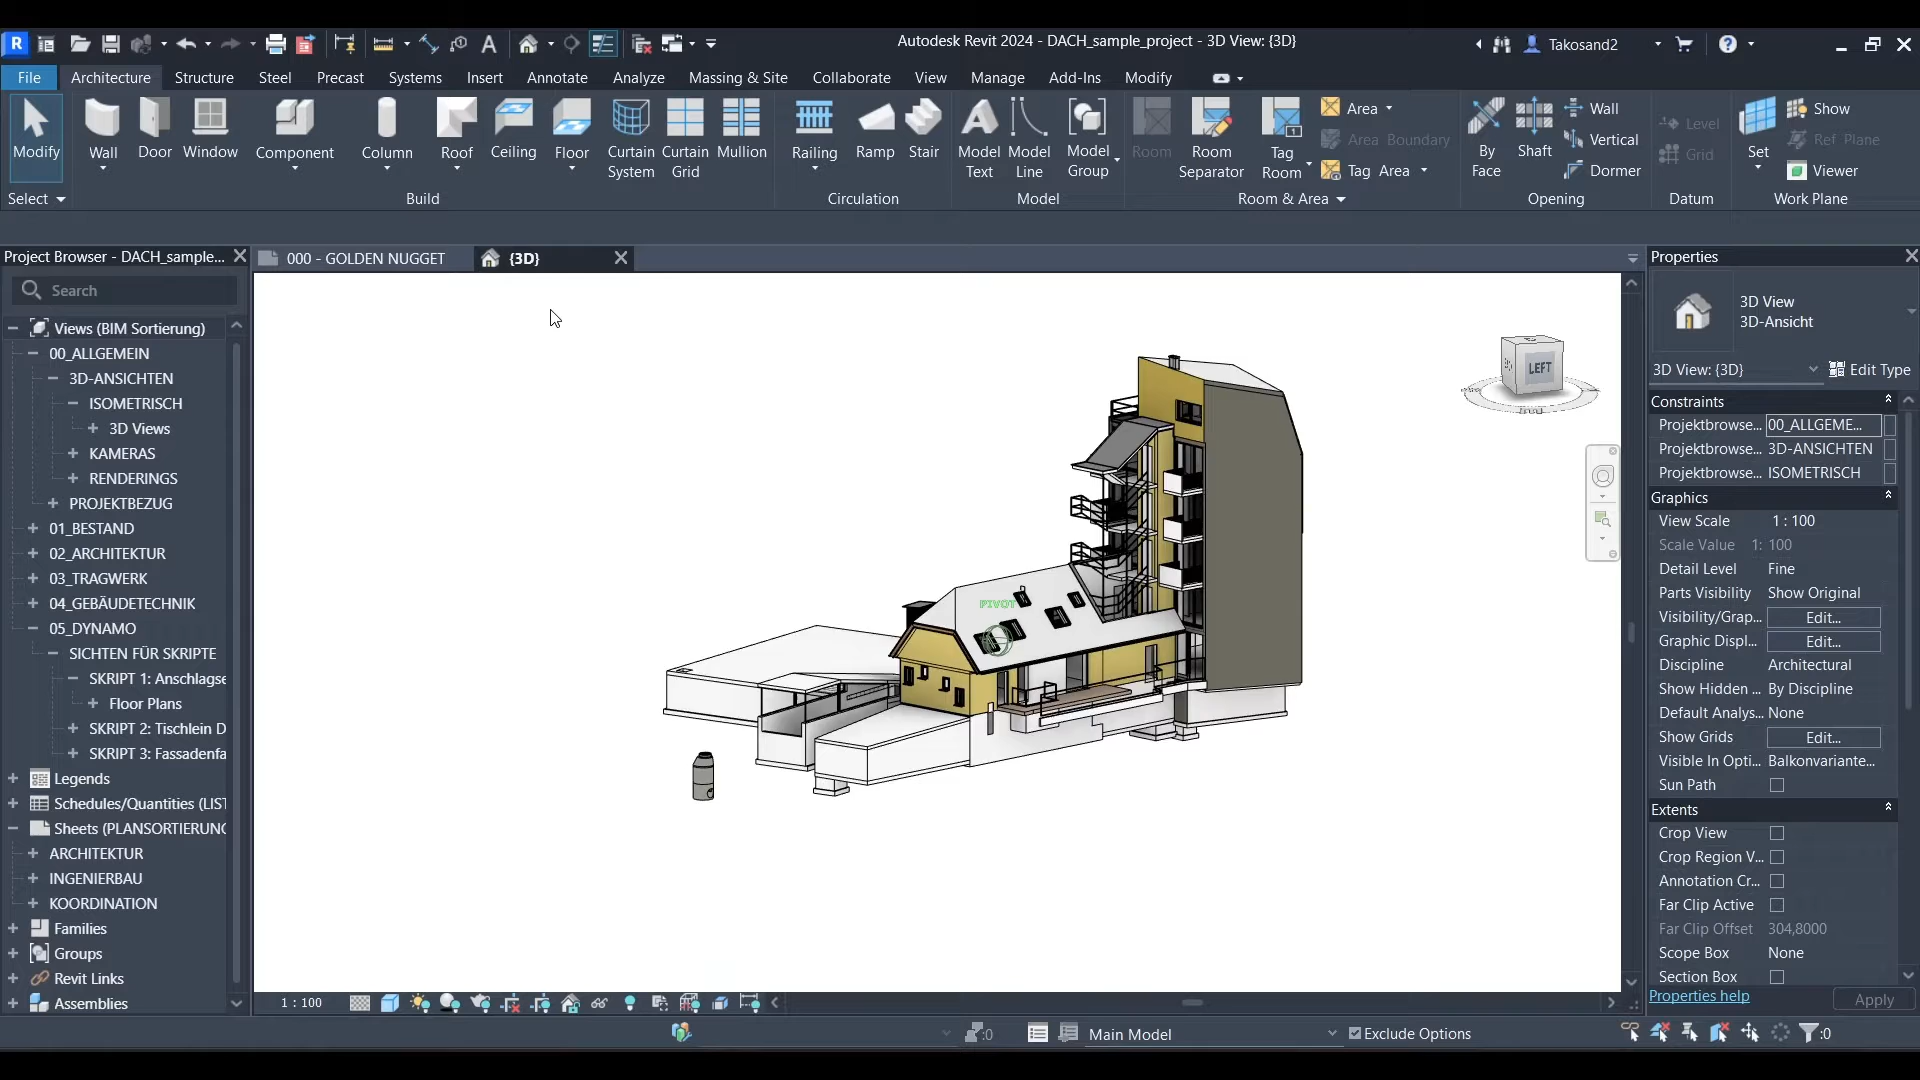 R
Autodesk Revit 2024 - DACH_sample_project - 3D View: {3D}
Takosand2
File
Architecture
Structure
Steel
Precast
Systems
Insert
Annotate
Analyze
Massing & Site
Collaborate
View
Manage
Add-Ins
Modify
Modify
Wall
Door
Window
Component
Column
Roof
Ceiling
Floor
Curtain System
Curtain Grid
Mullion
Railing
Ramp
Stair
Model Text
Model Line
Model Group
Room
Room Separator
Tag Room
Area
Area Boundary
Tag Area
By Face
Shaft
Wall
Vertical
Dormer
Level
Grid
Set
Show
Ref Plane
Viewer
Select
Build
Circulation
Model
Room & Area
Opening
Datum
Work Plane
Project Browser - DACH_sample...
Search
Views (BIM Sortierung)
00_ALLGEMEIN
3D-ANSICHTEN
ISOMETRISCH
3D Views
KAMERAS
RENDERINGS
PROJEKTBEZUG
01_BESTAND
02_ARCHITEKTUR
03_TRAGWERK
04_GEBÄUDETECHNIK
05_DYNAMO
SICHTEN FÜR SKRIPTE
SKRIPT 1: Anschlagse
Floor Plans
SKRIPT 2: Tischlein D
SKRIPT 3: Fassadenfa
Legends
Schedules/Quantities (LIST
Sheets (PLANSORTIERUNG
ARCHITEKTUR
INGENIERBAU
KOORDINATION
Families
Groups
Revit Links
Assemblies
000 - GOLDEN NUGGET
{3D}
LEFT
PIVOT
Properties
3D View
3D-Ansicht
3D View: {3D}
Edit Type
Constraints
Projektbrowse... 00_ALLGEME...
Projektbrowse... 3D-ANSICHTEN
Projektbrowse... ISOMETRISCH
Graphics
View Scale 1 : 100
Scale Value 1: 100
Detail Level Fine
Parts Visibility Show Original
Visibility/Grap... Edit...
Graphic Displ... Edit...
Discipline Architectural
Show Hidden ... By Discipline
Default Analys... None
Show Grids Edit...
Visible In Opti... Balkonvariante...
Sun Path
Extents
Crop View
Crop Region V...
Annotation Cr...
Far Clip Active
Far Clip Offset 304,8000
Scope Box None
Section Box
Properties help
Apply
1 : 100
:0
Main Model
Exclude Options
:0